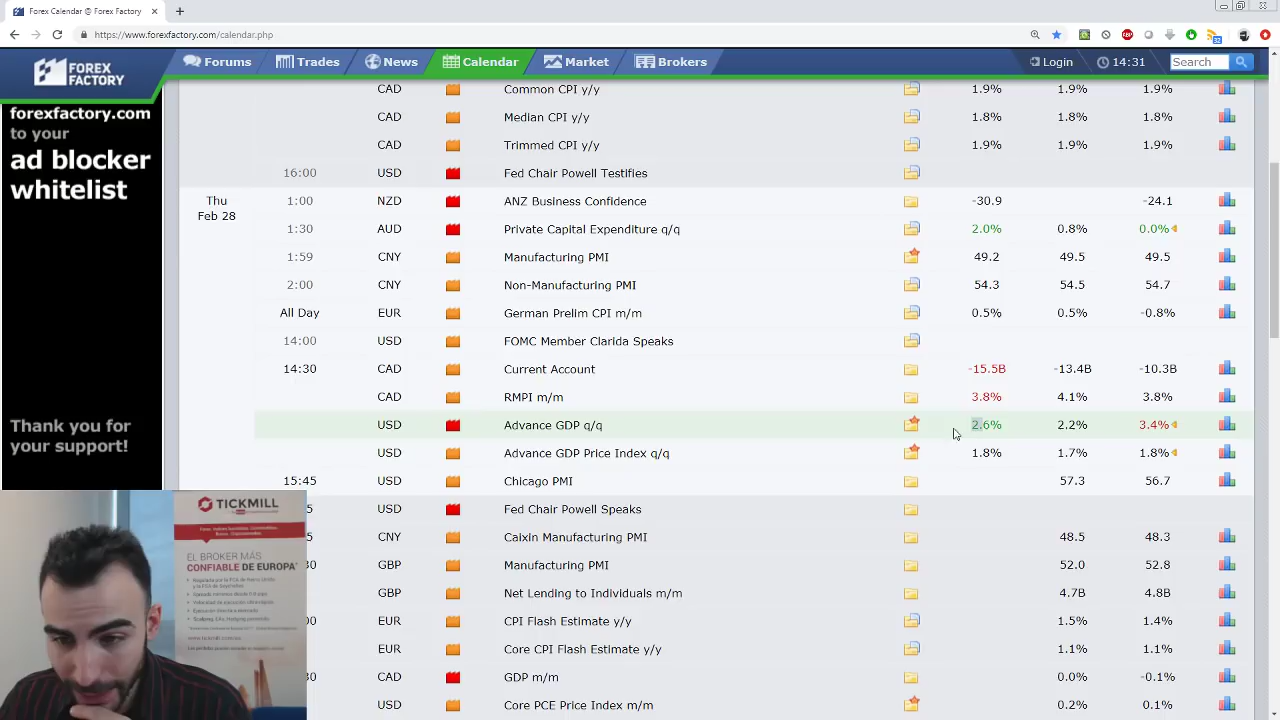 Forex Calendar @ Forex Factory
https://www.forexfactory.com/calendar.php
FOREX FACTORY
Forums Trades News Calendar Market Brokers Login 14:31 Search
forexfactory.com
to your
ad blocker
whitelist
Thank you for
your support!
CAD Common CPI y/y 1.9% 1.9% 1.9%
CAD Median CPI y/y 1.8% 1.8% 1.8%
CAD Trimmed CPI y/y 1.9% 1.9% 1.9%
16:00 USD Fed Chair Powell Testifies
Thu
Feb 28
1:00 NZD ANZ Business Confidence -30.9 -24.1
1:30 AUD Private Capital Expenditure q/q 2.0% 0.8% 0.0%
1:59 CNY Manufacturing PMI 49.2 49.5 49.5
2:00 CNY Non-Manufacturing PMI 54.3 54.5 54.7
All Day EUR German Prelim CPI m/m 0.5% 0.5% -0.8%
14:00 USD FOMC Member Clarida Speaks
14:30 CAD Current Account -15.5B -13.4B -10.3B
CAD RMPI m/m 3.8% 4.1% 3.8%
USD Advance GDP q/q 2.6% 2.2% 3.4%
USD Advance GDP Price Index q/q 1.8% 1.7% 1.8%
15:45 USD Chicago PMI 57.3 56.7
USD Fed Chair Powell Speaks
Manufacturing PMI 48.5
GBP Manufacturing PMI 52.0 52.8
GBP Net Lending to Individuals m/m 4.7B 4.8B
CPI Flash Estimate y/y 1.5% 1.4%
EUR Core CPI Flash Estimate y/y 1.1% 1.1%
CAD GDP m/m 0.0% -0.1%
USD Core PCE Price Index m/m 0.2% 0.1%
TICKMILL
EL BROKER MÁS
CONFIABLE DE EUROPA*
www.tickmill.com/es